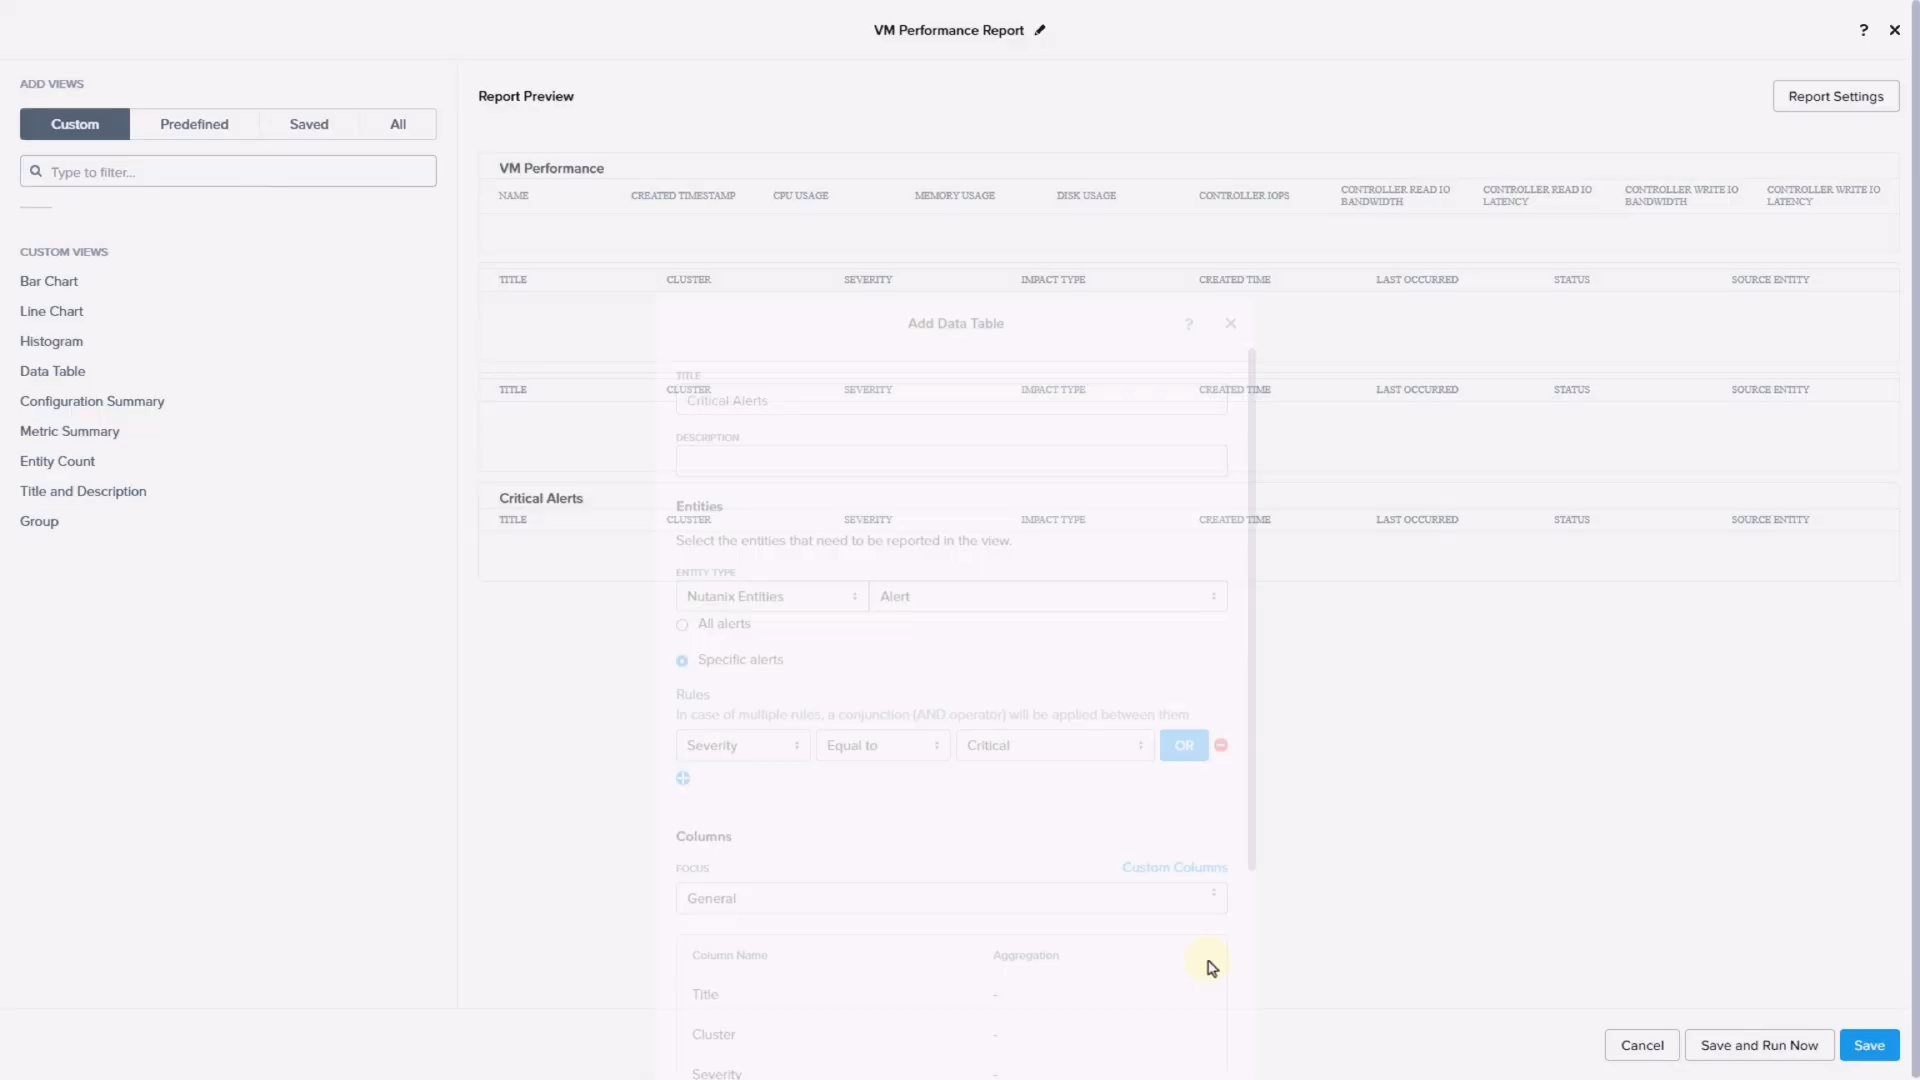 VM Performance Report
?
ADD VIEWS
Custom Predefined Saved All
Type to filter...
CUSTOM VIEWS
Bar Chart
Line Chart
Histogram
Data Table
Configuration Summary
Metric Summary
Entity Count
Title and Description
Group
Report Preview
Report Settings
VM Performance
NAME CREATED TIMESTAMP CPU USAGE MEMORY USAGE DISK USAGE CONTROLLER IOPS CONTROLLER READ IO BANDWIDTH CONTROLLER READ IO LATENCY CONTROLLER WRITE IO BANDWIDTH CONTROLLER WRITE IO LATENCY
TITLE CLUSTER SEVERITY IMPACT TYPE CREATED TIME LAST OCCURRED STATUS SOURCE ENTITY
TITLE CLUSTER SEVERITY IMPACT TYPE CREATED TIME LAST OCCURRED STATUS SOURCE ENTITY
Critical Alerts
TITLE CLUSTER SEVERITY IMPACT TYPE CREATED TIME LAST OCCURRED STATUS SOURCE ENTITY
Add Data Table ?
TITLE
Critical Alerts
DESCRIPTION
Entities
Select the entities that need to be reported in the view.
ENTITY TYPE
Nutanix Entities Alert
All alerts
Specific alerts
Rules
In case of multiple rules, a conjunction (AND operator) will be applied between them
Severity Equal to Critical OR
Columns
FOCUS Custom Columns
General
Column Name Aggregation
Title -
Cluster -
Severity -
Cancel Save and Run Now Save